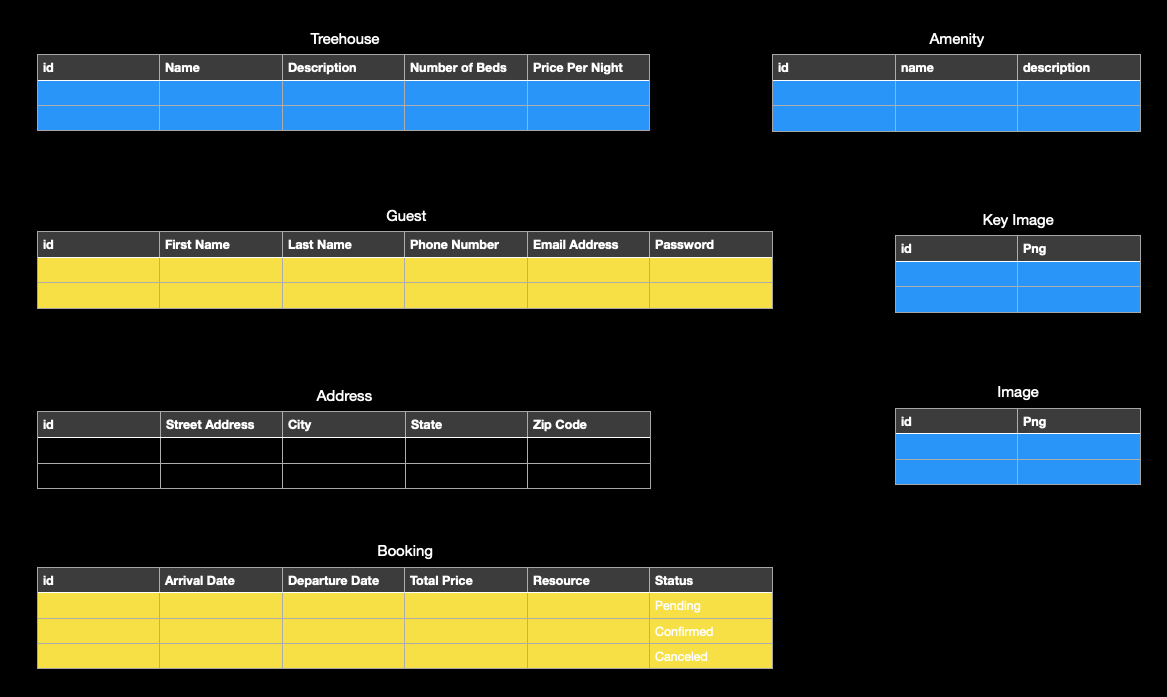 Treehouse
id Name Description Number of Beds Price Per Night
Amenity
id name description
Guest
id First Name Last Name Phone Number Email Address Password
Key Image
id Png
Address
id Street Address City State Zip Code
Image
id Png
Booking
id Arrival Date Departure Date Total Price Resource Status
Pending
Confirmed
Canceled